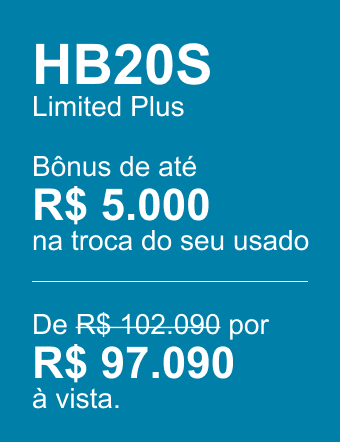 HB20S
Limited Plus
Bônus de até
R$ 5.000
na troca do seu usado
De R$ 102.090 por
R$ 97.090
à vista.